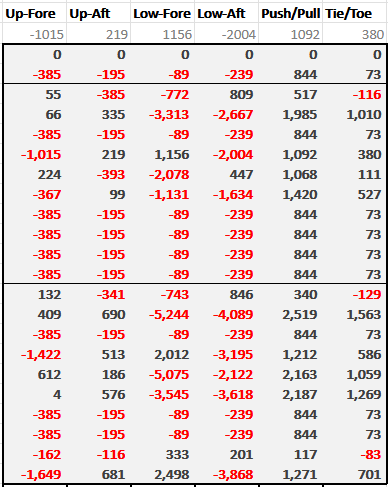 Up-Fore Up-Aft Low-Fore Low-Aft Push/Pull Tie/Toe
-1015 219 1156 -2004 1092 380
0 0 0 0 0 0
-385 -195 -89 -239 844 73
55 -385 -772 809 517 -116
66 335 -3,313 -2,667 1,985 1,010
-385 -195 -89 -239 844 73
-1,015 219 1,156 -2,004 1,092 380
224 -393 -2,078 447 1,068 111
-367 99 -1,131 -1,634 1,420 527
-385 -195 -89 -239 844 73
-385 -195 -89 -239 844 73
-385 -195 -89 -239 844 73
-385 -195 -89 -239 844 73
132 -341 -743 846 340 -129
409 690 -5,244 -4,089 2,519 1,563
-385 -195 -89 -239 844 73
-1,422 513 2,012 -3,195 1,212 586
612 186 -5,075 -2,122 2,163 1,059
4 576 -3,545 -3,618 2,187 1,269
-385 -195 -89 -239 844 73
-385 -195 -89 -239 844 73
-162 -116 333 201 117 -83
-1,649 681 2,498 -3,868 1,271 701